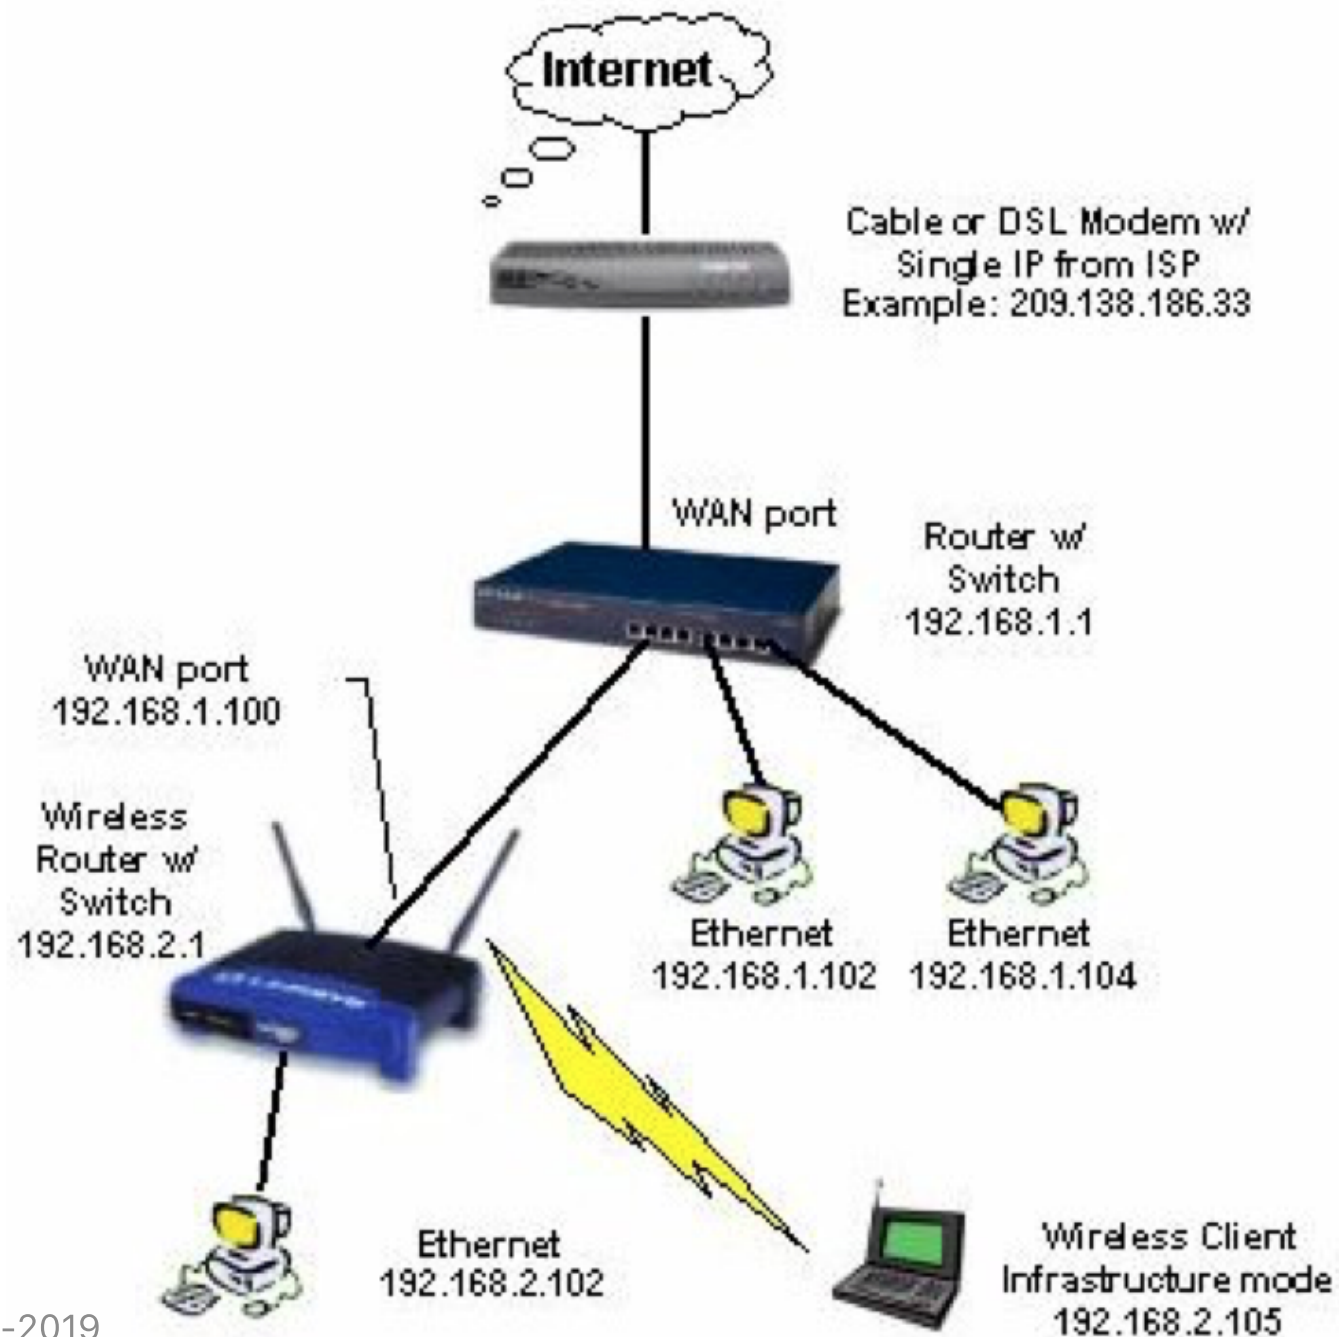 Internet
Cable or DSL Modem w/
Single IP from ISP
Example: 209.138.186.33
WAN port
Router w/
Switch
192.168.1.1
WAN port
192.168.1.100
Wireless
Router w/
Switch
192.168.2.1
Ethernet
192.168.1.102
Ethernet
192.168.1.104
Ethernet
192.168.2.102
Wireless Client
Infrastructure mode
192.168.2.105
-2019